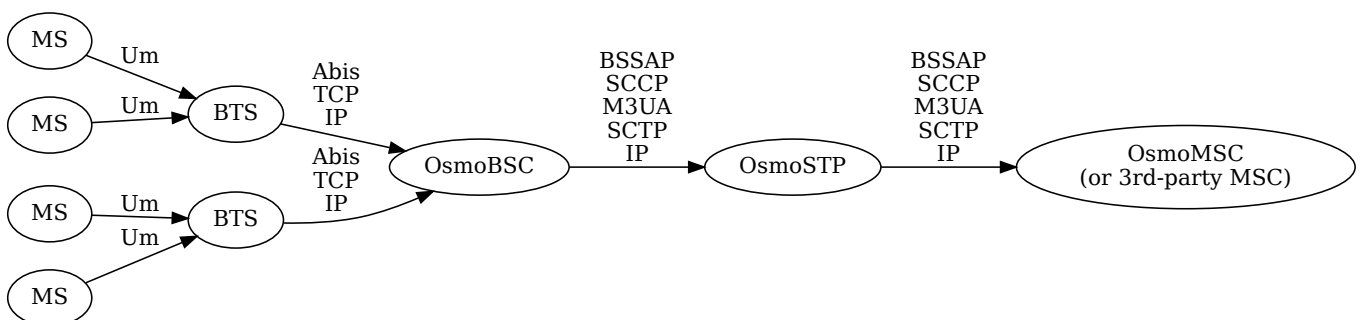 MS
Um
MS
Um
BTS
Abis
TCP
IP
MS
Um
MS
Um
BTS
Abis
TCP
IP
OsmoBSC
BSSAP
SCCP
M3UA
SCTP
IP
OsmoSTP
BSSAP
SCCP
M3UA
SCTP
IP
OsmoMSC
(or 3rd-party MSC)